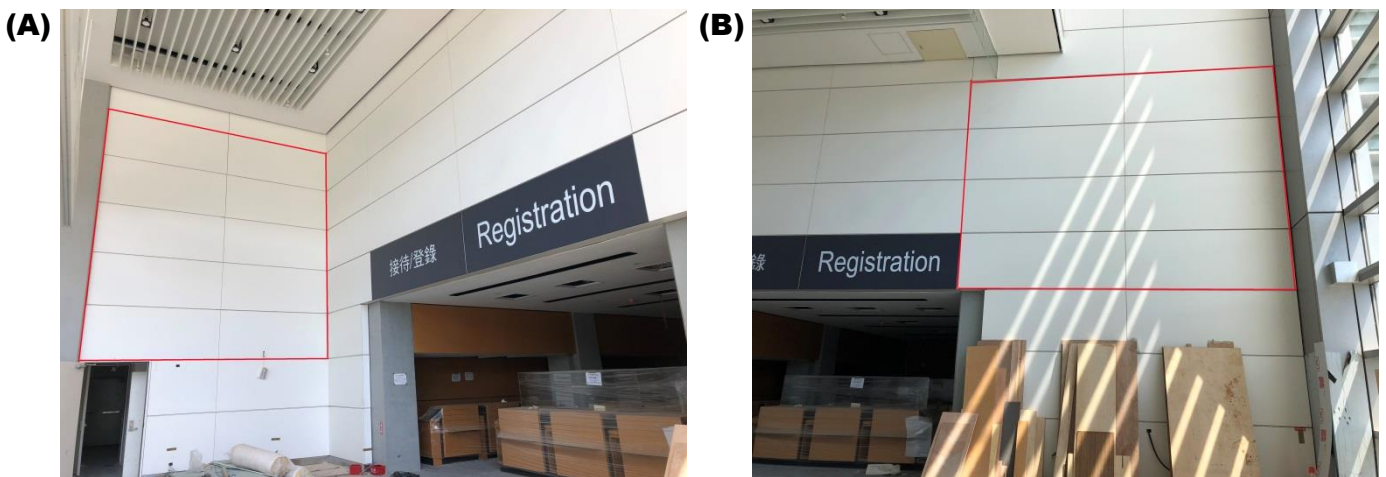 (A)
接待/登錄
Registration
(B)
錄
Registration